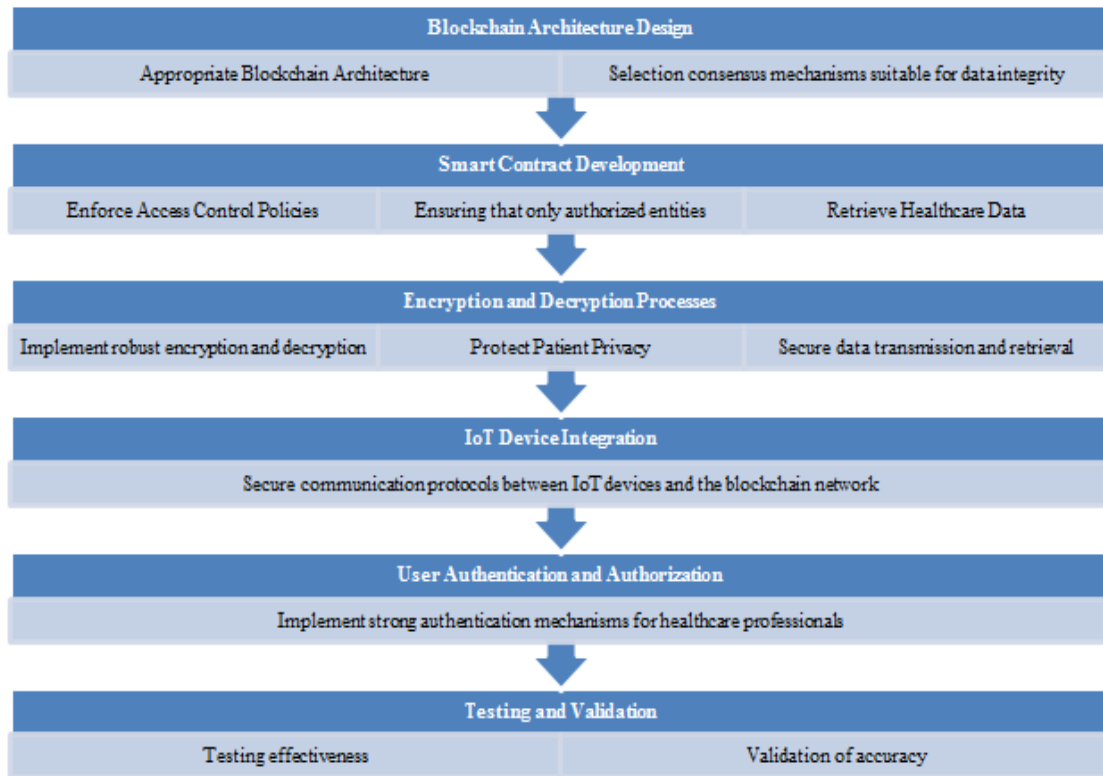 Blockchain Architecture Design
Appropriate Blockchain Architecture
Selection consensus mechanisms suitable for data integrity
Smart Contract Development
Enforce Access Control Policies
Ensuring that only authorized entities
Retrieve Healthcare Data
Encryption and Decryption Processes
Implement robust encryption and decryption
Protect Patient Privacy
Secure data transmission and retrieval
IoT Device Integration
Secure communication protocols between IoT devices and the blockchain network
User Authentication and Authorization
Implement strong authentication mechanisms for healthcare professionals
Testing and Validation
Testing effectiveness
Validation of accuracy